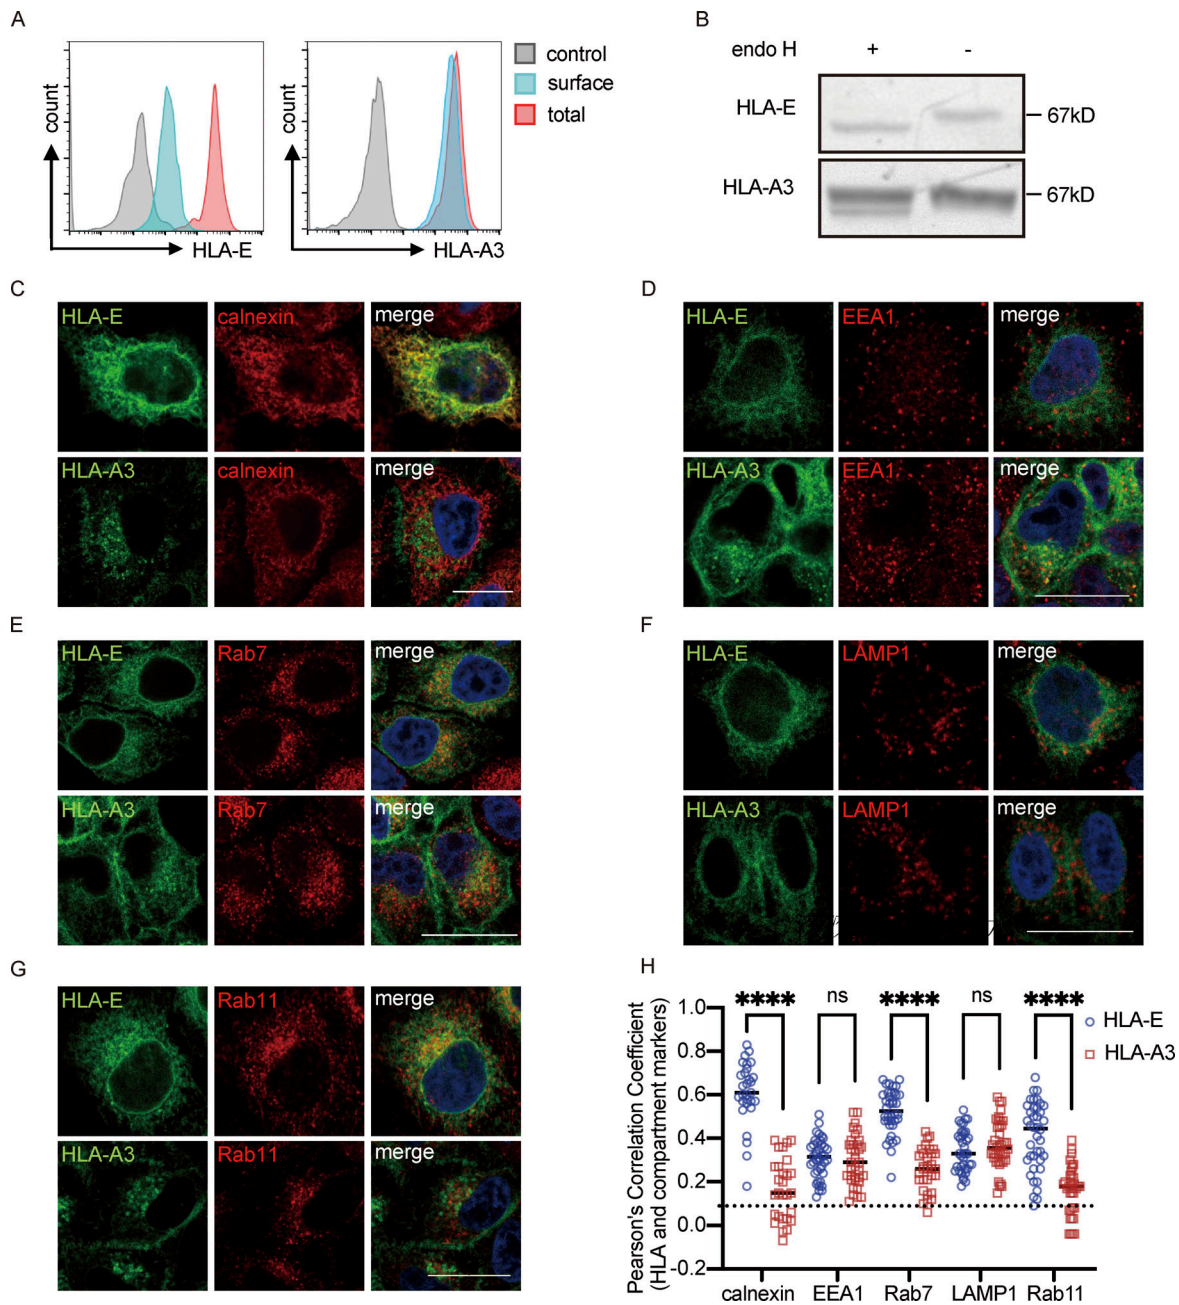 A
count
HLA-E
count
HLA-A3
control
surface
total
B
endo H
+
-
HLA-E
67kD
HLA-A3
67kD
C
HLA-E
calnexin
merge
HLA-A3
calnexin
merge
D
HLA-E
EEA1
merge
HLA-A3
EEA1
merge
E
HLA-E
Rab7
merge
HLA-A3
Rab7
merge
F
HLA-E
LAMP1
merge
HLA-A3
LAMP1
merge
G
HLA-E
Rab11
merge
HLA-A3
Rab11
merge
H
Pearson's Correlation Coefficient
(HLA and compartment markers)
1.0
0.8
0.6
0.4
0.2
0.0
-0.2
**** ns **** ns ****
HLA-E
HLA-A3
calnexin EEA1 Rab7 LAMP1 Rab11